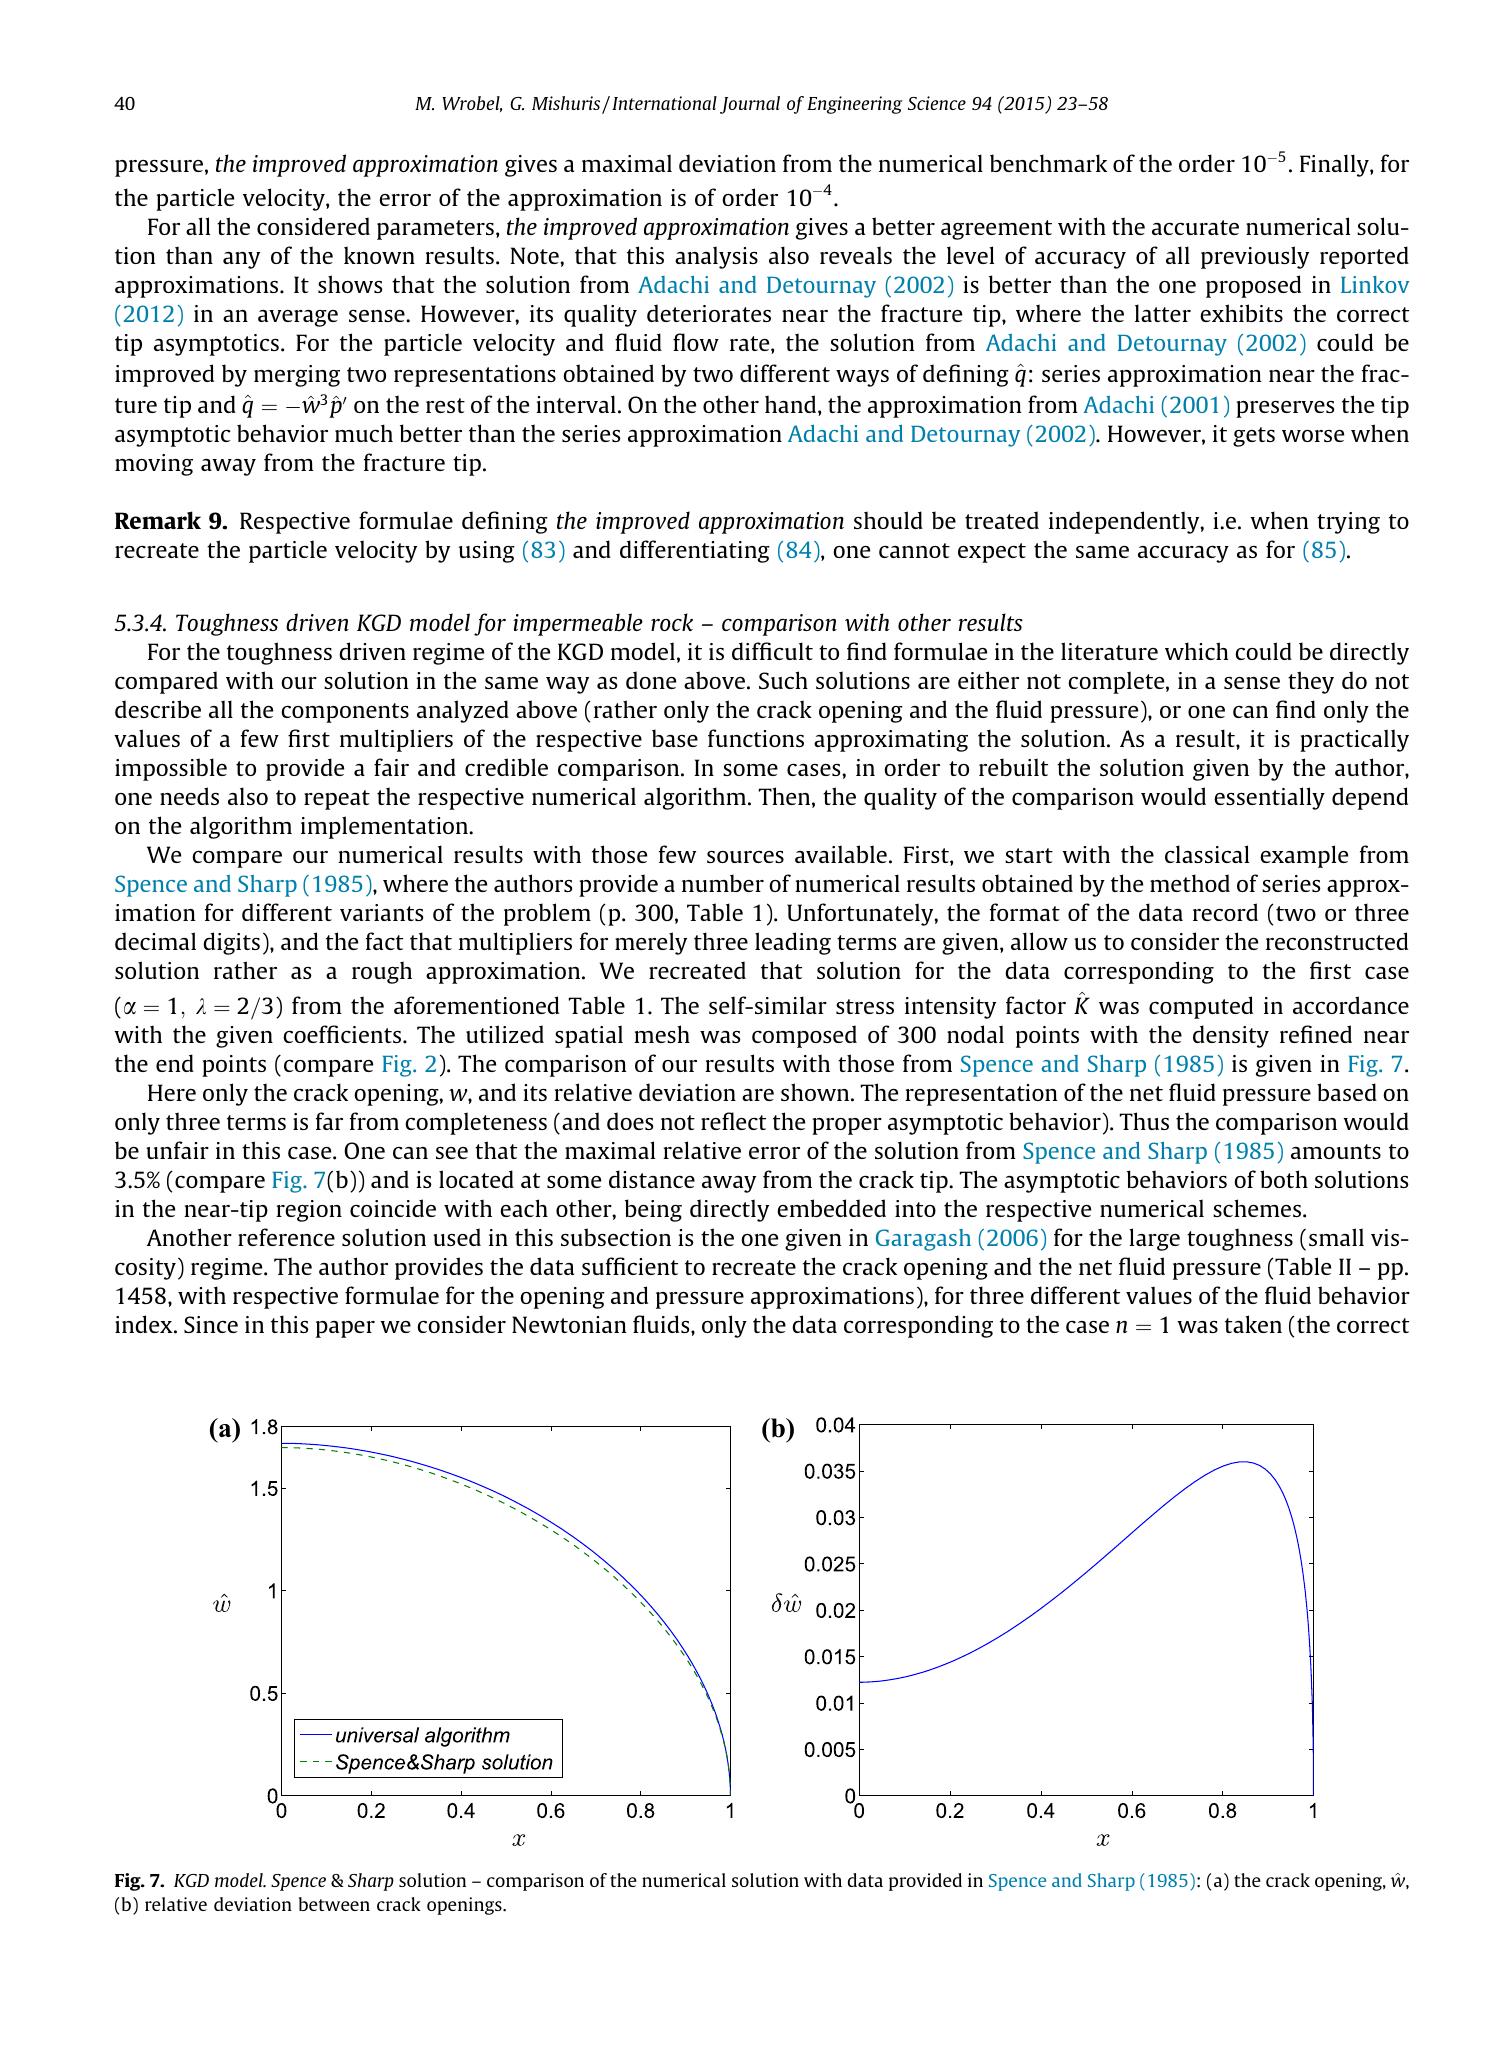 40
M. Wrobel, G. Mishuris / International Journal of Engineering Science 94 (2015) 23–58
pressure, the improved approximation gives a maximal deviation from the numerical benchmark of the order 10⁻⁵. Finally, for
the particle velocity, the error of the approximation is of order 10⁻⁴.
For all the considered parameters, the improved approximation gives a better agreement with the accurate numerical solu-
tion than any of the known results. Note, that this analysis also reveals the level of accuracy of all previously reported
approximations. It shows that the solution from Adachi and Detournay (2002) is better than the one proposed in Linkov
(2012) in an average sense. However, its quality deteriorates near the fracture tip, where the latter exhibits the correct
tip asymptotics. For the particle velocity and fluid flow rate, the solution from Adachi and Detournay (2002) could be
improved by merging two representations obtained by two different ways of defining q̂: series approximation near the frac-
ture tip and q̂ = −ŵ³p̂′ on the rest of the interval. On the other hand, the approximation from Adachi (2001) preserves the tip
asymptotic behavior much better than the series approximation Adachi and Detournay (2002). However, it gets worse when
moving away from the fracture tip.
Remark 9. Respective formulae defining the improved approximation should be treated independently, i.e. when trying to
recreate the particle velocity by using (83) and differentiating (84), one cannot expect the same accuracy as for (85).
5.3.4. Toughness driven KGD model for impermeable rock – comparison with other results
For the toughness driven regime of the KGD model, it is difficult to find formulae in the literature which could be directly
compared with our solution in the same way as done above. Such solutions are either not complete, in a sense they do not
describe all the components analyzed above (rather only the crack opening and the fluid pressure), or one can find only the
values of a few first multipliers of the respective base functions approximating the solution. As a result, it is practically
impossible to provide a fair and credible comparison. In some cases, in order to rebuilt the solution given by the author,
one needs also to repeat the respective numerical algorithm. Then, the quality of the comparison would essentially depend
on the algorithm implementation.
We compare our numerical results with those few sources available. First, we start with the classical example from
Spence and Sharp (1985), where the authors provide a number of numerical results obtained by the method of series approx-
imation for different variants of the problem (p. 300, Table 1). Unfortunately, the format of the data record (two or three
decimal digits), and the fact that multipliers for merely three leading terms are given, allow us to consider the reconstructed
solution rather as a rough approximation. We recreated that solution for the data corresponding to the first case
(α = 1, λ = 2/3) from the aforementioned Table 1. The self-similar stress intensity factor K̂ was computed in accordance
with the given coefficients. The utilized spatial mesh was composed of 300 nodal points with the density refined near
the end points (compare Fig. 2). The comparison of our results with those from Spence and Sharp (1985) is given in Fig. 7.
Here only the crack opening, w, and its relative deviation are shown. The representation of the net fluid pressure based on
only three terms is far from completeness (and does not reflect the proper asymptotic behavior). Thus the comparison would
be unfair in this case. One can see that the maximal relative error of the solution from Spence and Sharp (1985) amounts to
3.5% (compare Fig. 7(b)) and is located at some distance away from the crack tip. The asymptotic behaviors of both solutions
in the near-tip region coincide with each other, being directly embedded into the respective numerical schemes.
Another reference solution used in this subsection is the one given in Garagash (2006) for the large toughness (small vis-
cosity) regime. The author provides the data sufficient to recreate the crack opening and the net fluid pressure (Table II – pp.
1458, with respective formulae for the opening and pressure approximations), for three different values of the fluid behavior
index. Since in this paper we consider Newtonian fluids, only the data corresponding to the case n = 1 was taken (the correct
(a)
1.8
1.5
1
ŵ
0.5
0
universal algorithm
Spence&Sharp solution
0 0.2 0.4 0.6 0.8 1
x
(b)
0.04
0.035
0.03
0.025
δŵ
0.02
0.015
0.01
0.005
0
0 0.2 0.4 0.6 0.8 1
x
Fig. 7. KGD model. Spence & Sharp solution – comparison of the numerical solution with data provided in Spence and Sharp (1985): (a) the crack opening, ŵ,
(b) relative deviation between crack openings.